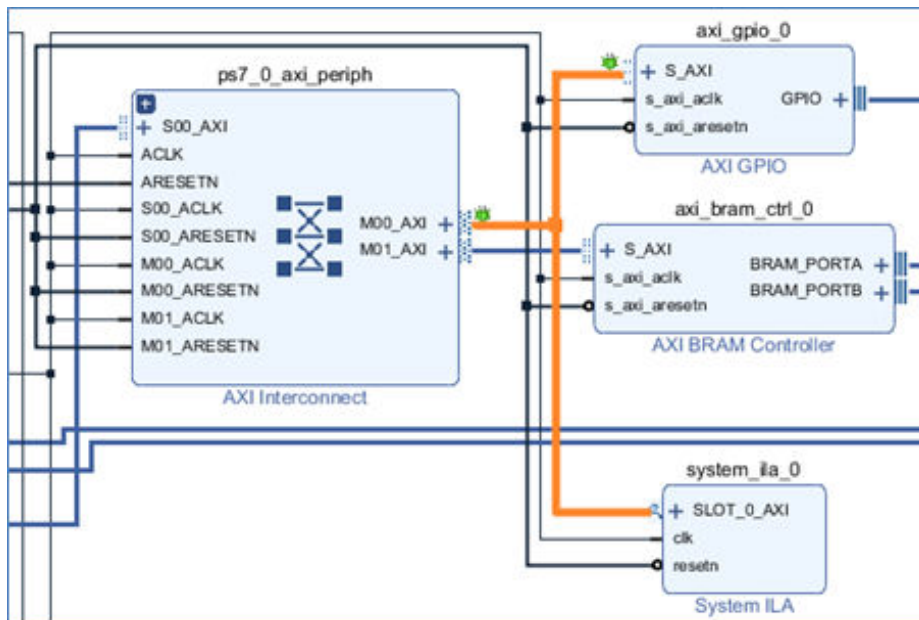 ps7_0_axi_periph
S00_AXI
ACLK
ARESETN
S00_ACLK
S00_ARESETN
M00_ACLK
M00_ARESETN
M01_ACLK
M01_ARESETN
M00_AXI
M01_AXI
AXI Interconnect
axi_gpio_0
S_AXI
s_axi_aclk
s_axi_aresetn
GPIO
AXI GPIO
axi_bram_ctrl_0
S_AXI
s_axi_aclk
s_axi_aresetn
BRAM_PORTA
BRAM_PORTB
AXI BRAM Controller
system_ila_0
SLOT_0_AXI
clk
resetn
System ILA